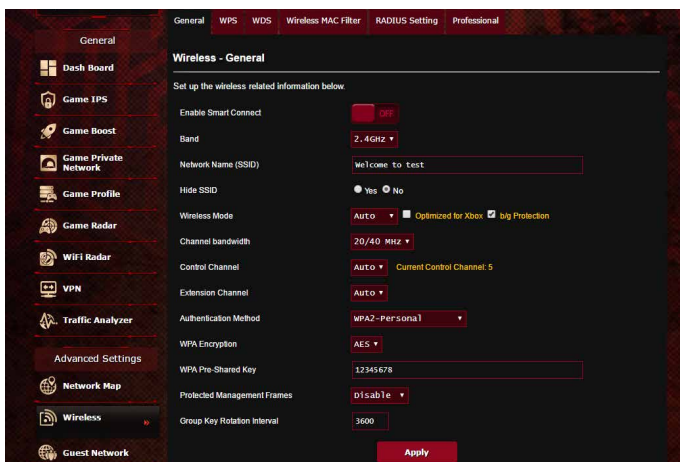 General WPS WDS Wireless MAC Filter RADIUS Setting Professional
General
Dash Board
Game IPS
Game Boost
Game Private
Network
Game Profile
Game Radar
WiFi Radar
VPN
Traffic Analyzer
Advanced Settings
Network Map
Wireless
Guest Network
Wireless - General
Set up the wireless related information below.
Enable Smart Connect OFF
Band 2.4GHz
Network Name (SSID) Welcome to test
Hide SSID Yes No
Wireless Mode Auto Optimized for Xbox b/g Protection
Channel bandwidth 20/40 MHz
Control Channel Auto Current Control Channel: 5
Extension Channel Auto
Authentication Method WPA2-Personal
WPA Encryption AES
WPA Pre-Shared Key 12345678
Protected Management Frames Disable
Group Key Rotation Interval 3600
Apply